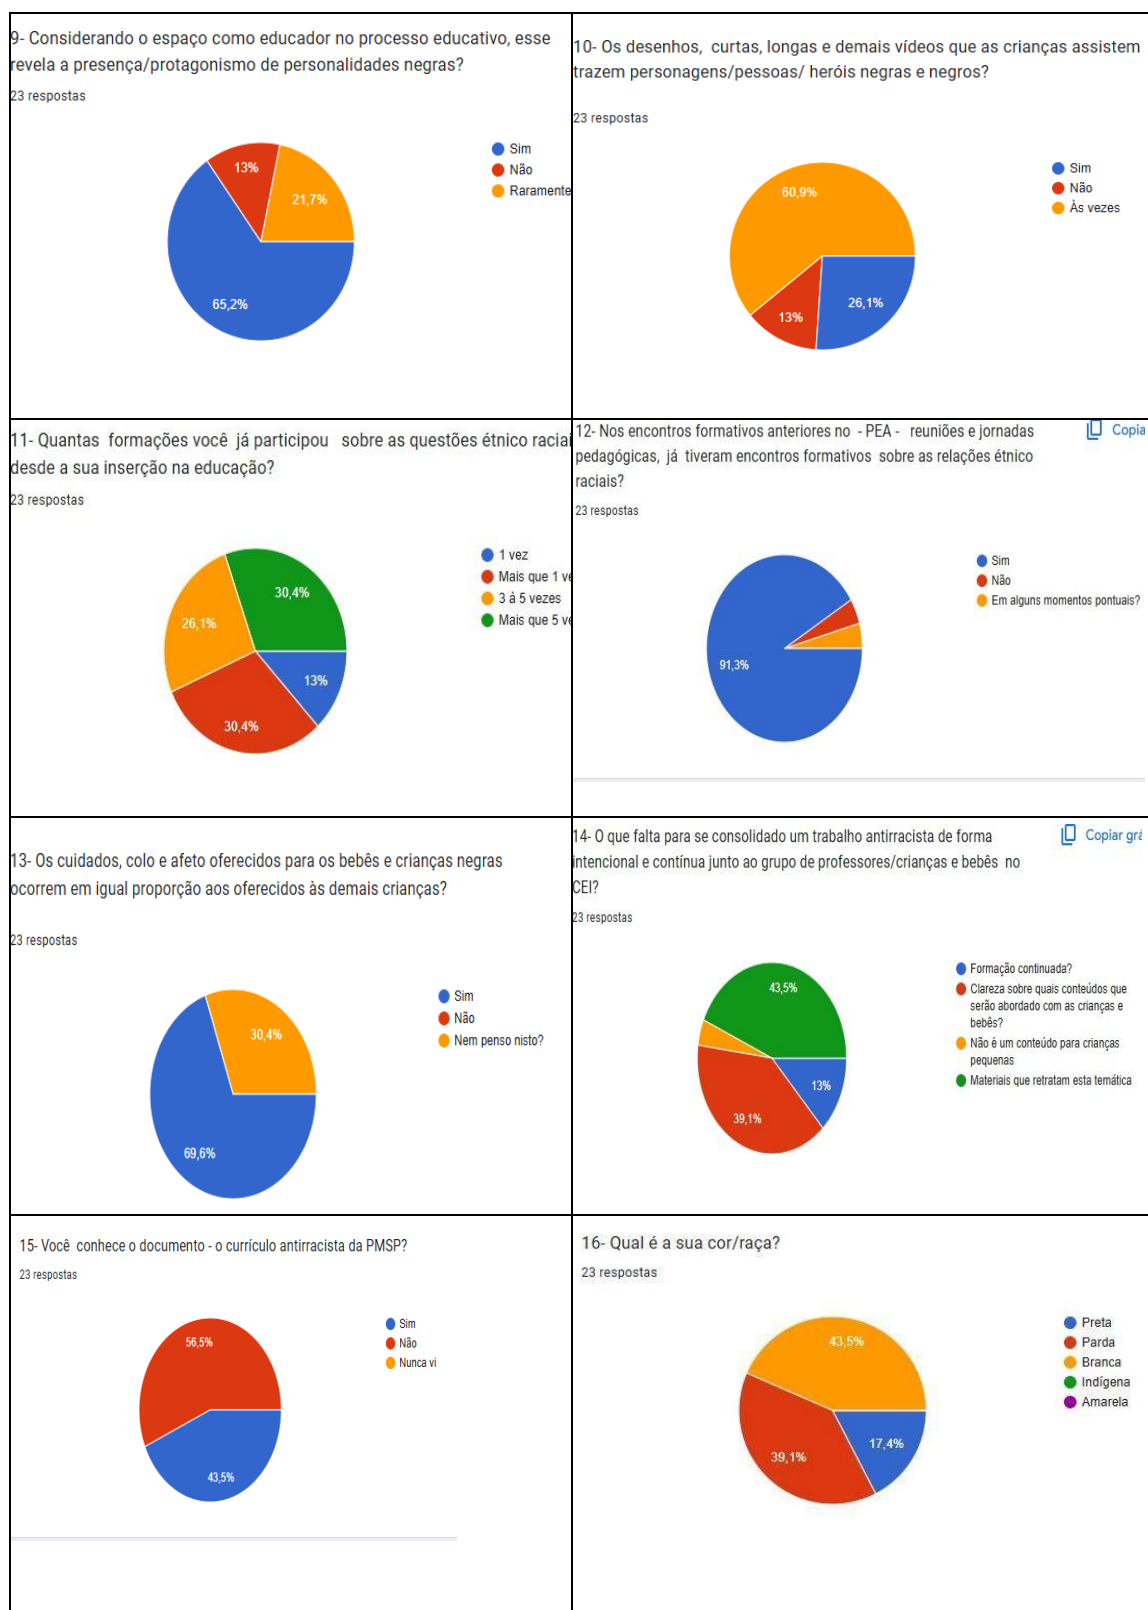 9- Considerando o espaço como educador no processo educativo, esse
revela a presença/protagonismo de personalidades negras?
23 respostas
Sim
Não
Raramente
13%
21,7%
65,2%
10- Os desenhos, curtas, longas e demais vídeos que as crianças assistem
trazem personagens/pessoas/ heróis negras e negros?
23 respostas
Sim
Não
Às vezes
60,9%
26,1%
13%
11- Quantas formações você já participou sobre as questões étnico raciai
desde a sua inserção na educação?
23 respostas
1 vez
Mais que 1 ve
3 à 5 vezes
Mais que 5 ve
30,4%
26,1%
13%
30,4%
12- Nos encontros formativos anteriores no - PEA - reuniões e jornadas
pedagógicas, já tiveram encontros formativos sobre as relações étnico
raciais?
Copia
23 respostas
Sim
Não
Em alguns momentos pontuais?
91,3%
13- Os cuidados, colo e afeto oferecidos para os bebês e crianças negras
ocorrem em igual proporção aos oferecidos às demais crianças?
23 respostas
Sim
Não
Nem penso nisto?
30,4%
69,6%
14- O que falta para se consolidado um trabalho antirracista de forma
intencional e contínua junto ao grupo de professores/crianças e bebês no
CEI?
Copiar grá
23 respostas
Formação continuada?
Clareza sobre quais conteúdos que
serão abordado com as crianças e
bebês?
Não é um conteúdo para crianças
pequenas
Materiais que retratam esta temática
43,5%
13%
39,1%
15- Você conhece o documento - o currículo antirracista da PMSP?
23 respostas
Sim
Não
Nunca vi
56,5%
43,5%
16- Qual é a sua cor/raça?
23 respostas
Preta
Parda
Branca
Indígena
Amarela
43,5%
17,4%
39,1%